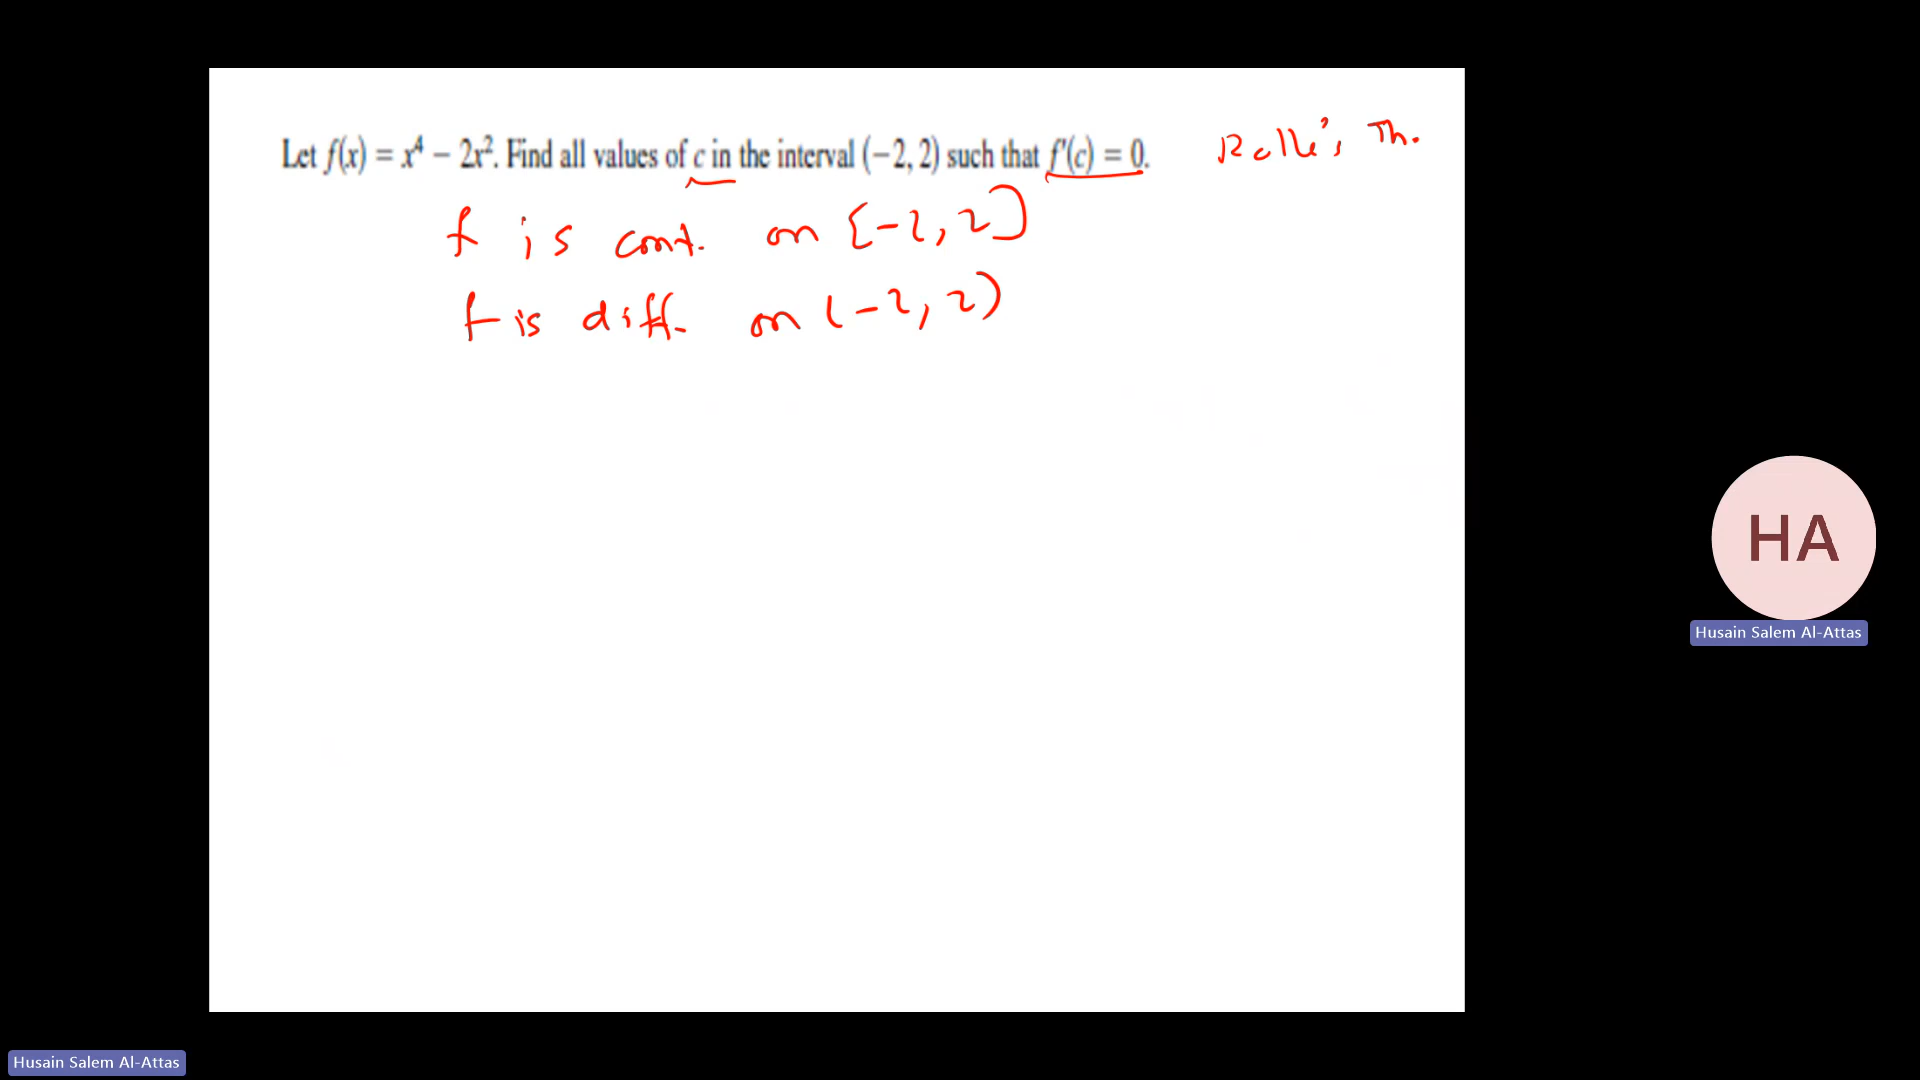 Let f(x) = x⁴ − 2x². Find all values of c in the interval (−2, 2) such that f′(c) = 0.
Rolle's Th.
f is cont. on [-2, 2]
f is diff. on (-2, 2)
HA
Husain Salem Al-Attas
Husain Salem Al-Attas